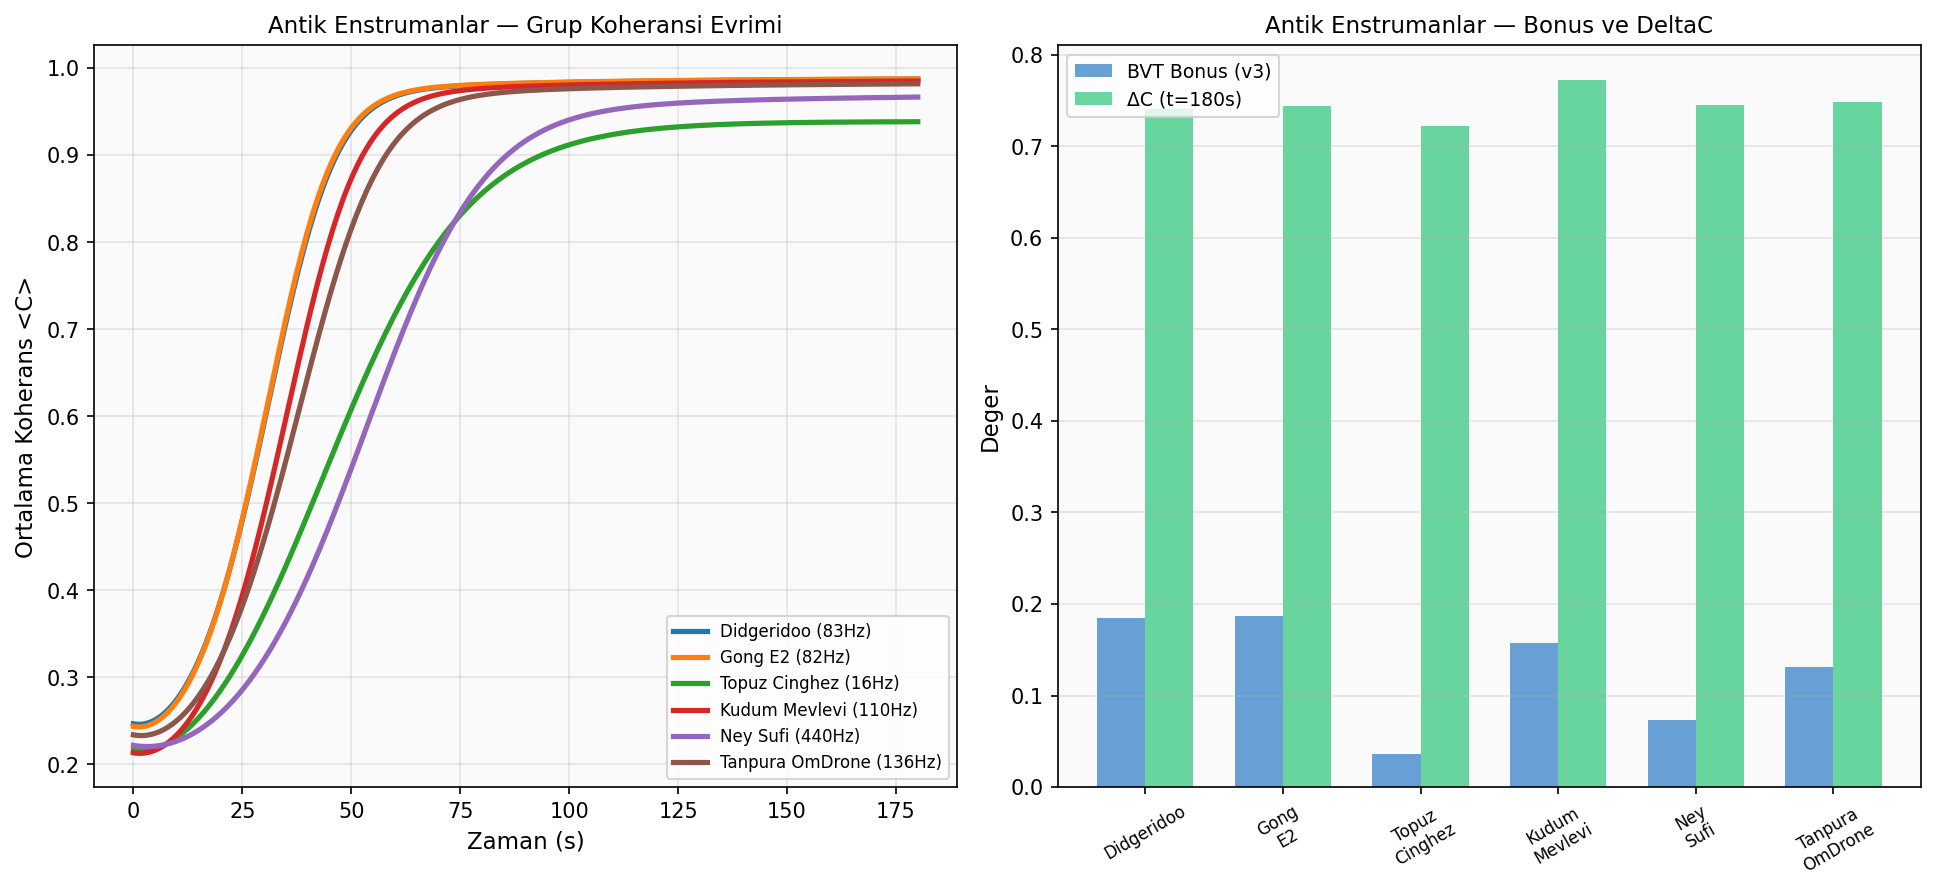 Antik Enstrumanlar — Grup Koheransi Evrimi
Ortalama Koherans <C>
1.0
0.9
0.8
0.7
0.6
0.5
0.4
0.3
0.2
0
25
50
75
100
125
150
175
Zaman (s)
Didgeridoo (83Hz)
Gong E2 (82Hz)
Topuz Cinghez (16Hz)
Kudum Mevlevi (110Hz)
Ney Sufi (440Hz)
Tanpura OmDrone (136Hz)
Antik Enstrumanlar — Bonus ve DeltaC
Deger
0.8
0.7
0.6
0.5
0.4
0.3
0.2
0.1
0.0
BVT Bonus (v3)
ΔC (t=180s)
Didgeridoo
Gong
E2
Topuz
Cinghez
Kudum
Mevlevi
Ney
Sufi
Tanpura
OmDrone